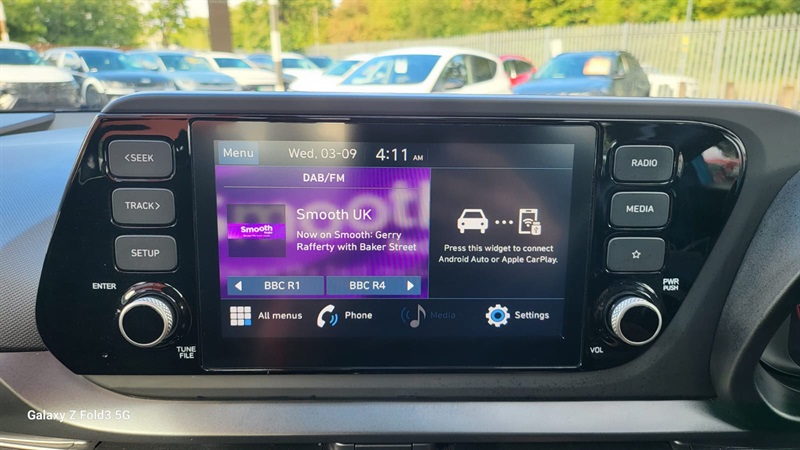 <SEEK
TRACK>
SETUP
ENTER
TUNE
FILE
Menu
Wed, 03-09
4:11 AM
DAB/FM
Smooth
Smooth UK
Now on Smooth: Gerry
Rafferty with Baker Street
BBC R1
BBC R4
Press this widget to connect
Android Auto or Apple CarPlay.
All menus
Phone
Media
Settings
RADIO
MEDIA
PWR
PUSH
VOL
Galaxy Z Fold3 5G